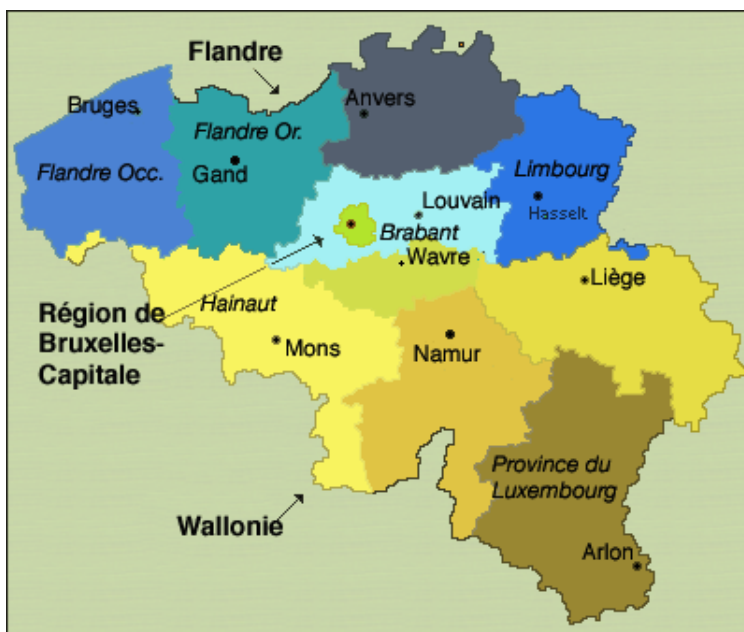 Flandre
Bruges
Anvers
Flandre Or.
Flandre Occ.
Gand
Limbourg
Louvain
Hasselt
Brabant
Wavre
Liège
Hainaut
Région de
Bruxelles-
Capitale
Mons
Namur
Province du
Luxembourg
Wallonie
Arlon